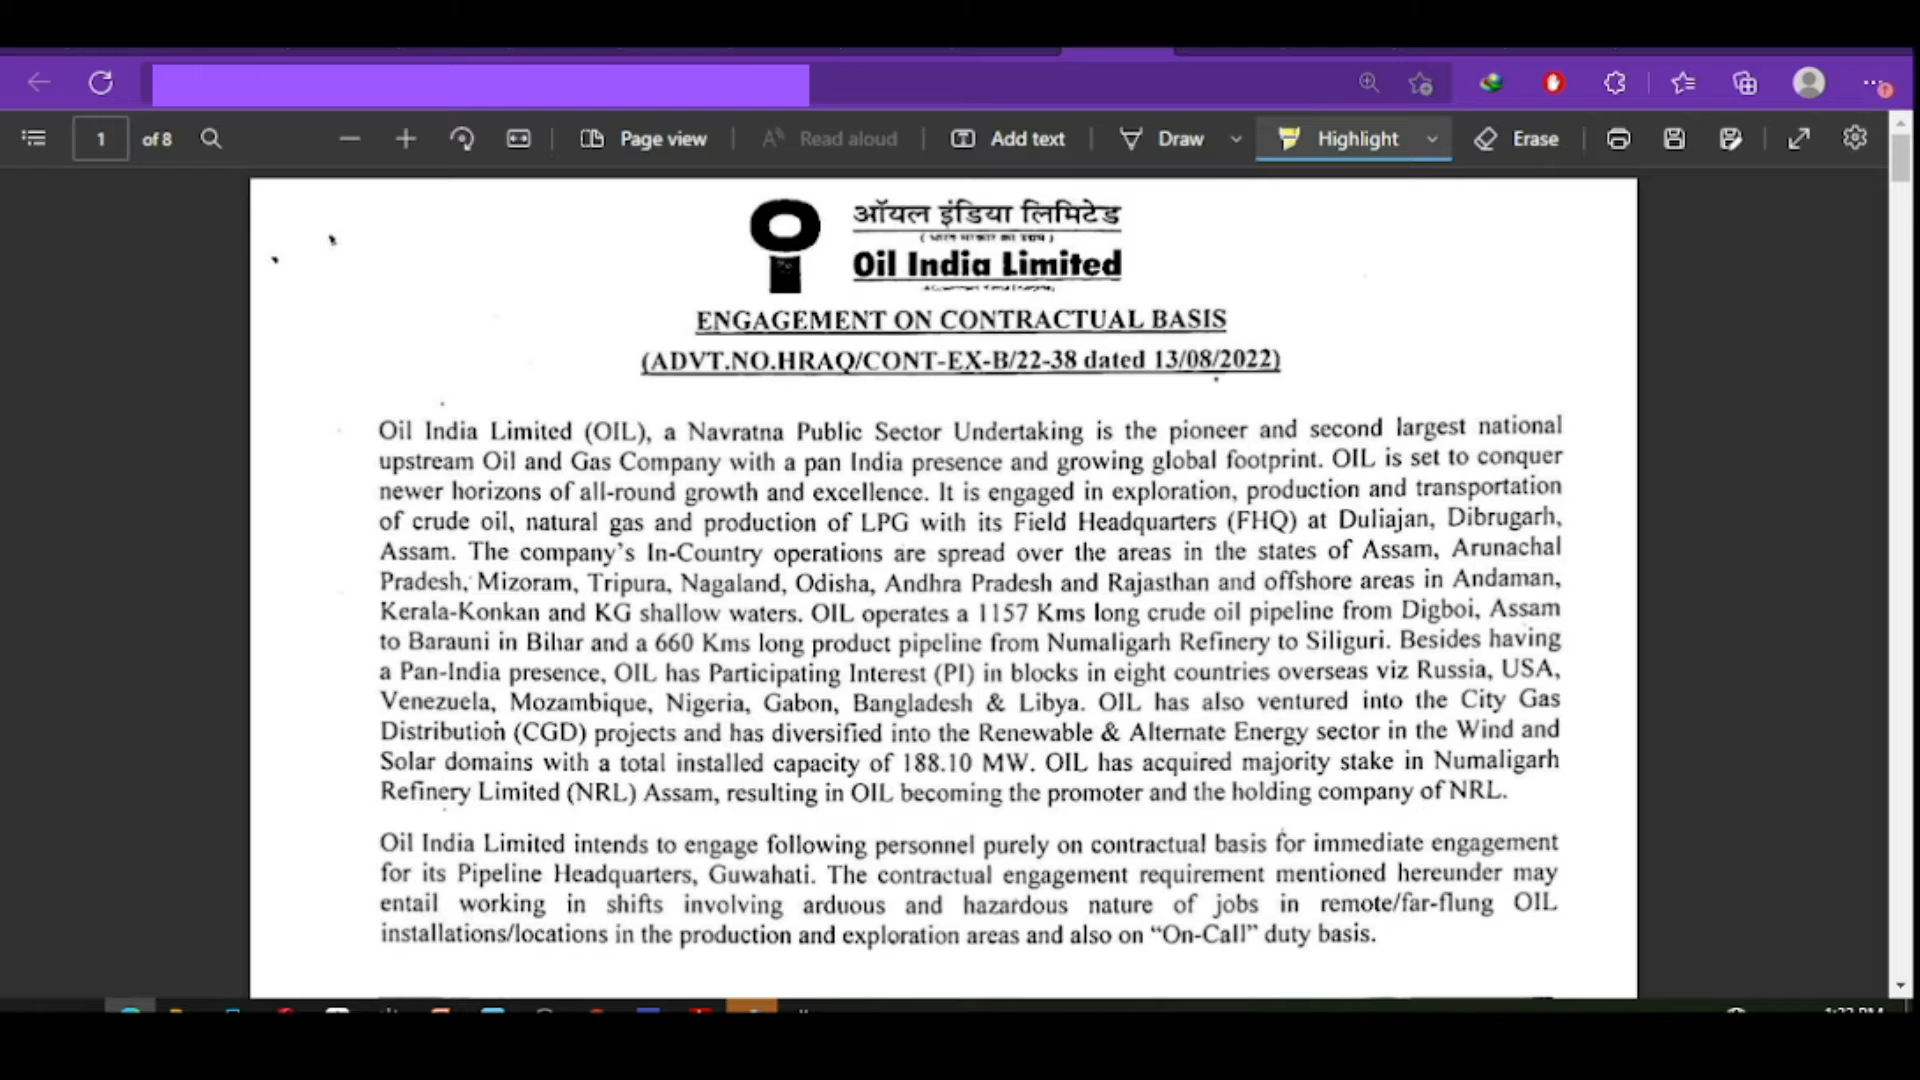 1 of 8
Page view
Read aloud
Add text
Draw
Highlight
Erase
ऑयल इंडिया लिमिटेड
Oil India Limited
ENGAGEMENT ON CONTRACTUAL BASIS
(ADVT.NO.HRAQ/CONT-EX-B/22-38 dated 13/08/2022)
Oil India Limited (OIL), a Navratna Public Sector Undertaking is the pioneer and second largest national
upstream Oil and Gas Company with a pan India presence and growing global footprint. OIL is set to conquer
newer horizons of all-round growth and excellence. It is engaged in exploration, production and transportation
of crude oil, natural gas and production of LPG with its Field Headquarters (FHQ) at Duliajan, Dibrugarh,
Assam. The company's In-Country operations are spread over the areas in the states of Assam, Arunachal
Pradesh, Mizoram, Tripura, Nagaland, Odisha, Andhra Pradesh and Rajasthan and offshore areas in Andaman,
Kerala-Konkan and KG shallow waters. OIL operates a 1157 Kms long crude oil pipeline from Digboi, Assam
to Barauni in Bihar and a 660 Kms long product pipeline from Numaligarh Refinery to Siliguri. Besides having
a Pan-India presence, OIL has Participating Interest (PI) in blocks in eight countries overseas viz Russia, USA,
Venezuela, Mozambique, Nigeria, Gabon, Bangladesh & Libya. OIL has also ventured into the City Gas
Distribution (CGD) projects and has diversified into the Renewable & Alternate Energy sector in the Wind and
Solar domains with a total installed capacity of 188.10 MW. OIL has acquired majority stake in Numaligarh
Refinery Limited (NRL) Assam, resulting in OIL becoming the promoter and the holding company of NRL.
Oil India Limited intends to engage following personnel purely on contractual basis for immediate engagement
for its Pipeline Headquarters, Guwahati. The contractual engagement requirement mentioned hereunder may
entail working in shifts involving arduous and hazardous nature of jobs in remote/far-flung OIL
installations/locations in the production and exploration areas and also on “On-Call” duty basis.